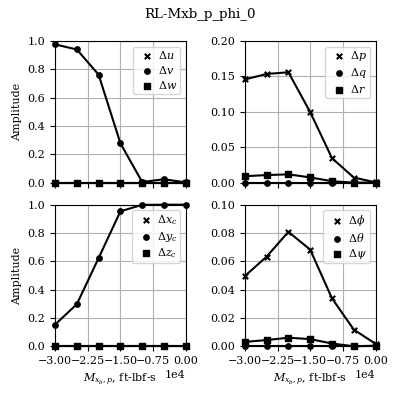 RL-Mxb_p_phi_0
Amplitude
1.0
0.8
0.6
0.4
0.2
0.0
Δu
Δv
Δw
0.20
0.15
0.10
0.05
0.00
Δp
Δq
Δr
Amplitude
1.0
0.8
0.6
0.4
0.2
0.0
Δx_c
Δy_c
Δz_c
−3.00 −2.25 −1.50 −0.75 0.00
1e4
M_{x_b,p}, ft-lbf-s
0.10
0.08
0.06
0.04
0.02
0.00
Δϕ
Δθ
Δψ
−3.00 −2.25 −1.50 −0.75 0.00
1e4
M_{x_b,p}, ft-lbf-s